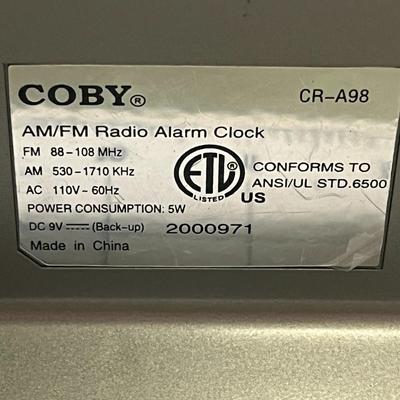 COBY® CR-A98
AM/FM Radio Alarm Clock
FM 88-108 MHz
AM 530-1710 KHz
AC 110V-60Hz
POWER CONSUMPTION: 5W
DC 9V (Back-up) 2000971
Made in China
ETL
LISTED
US
CONFORMS TO
ANSI/UL STD.6500